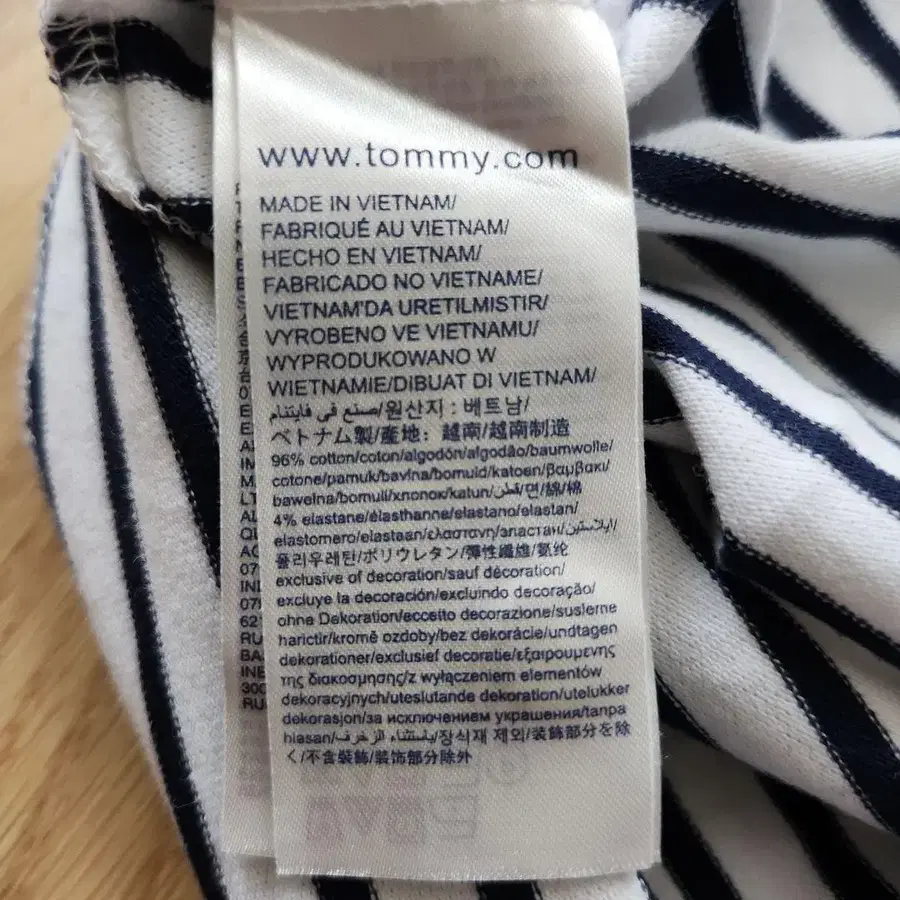 www.tommy.com
MADE IN VIETNAM/
FABRIQUÉ AU VIETNAM/
HECHO EN VIETNAM/
FABRICADO NO VIETNAME/
VIETNAM'DA URETILMISTIR/
VYROBENO VE VIETNAMU/
WYPRODUKOWANO W
WIETNAMIE/DIBUAT DI VIETNAM/
صنع في فايتنام/원산지 : 베트남/
ベトナム製/產地: 越南/越南制造
96% cotton/coton/algodón/algodão/baumwolle/
cotone/pamuk/bavlna/bomuld/katoen/βαμβακι/
bawełna/bomull/хлопок/katun/قطن/면/綿/棉
4% elastane/élasthanne/elastano/elastan/
elastomero/elastaan/ελαστανη/эластан/إيلاستين/
폴리우레탄/ポリウレタン/彈性纖維/氨纶
exclusive of decoration/sauf décoration/
excluye la decoración/excluindo decoração/
ohne Dekoration/eccetto decorazione/susleme
harictir/kromě ozdoby/bez dekorácie/undtagen
dekorationer/exclusief decoratie/εξαιρουμενης
της διακοσμησης/z wyłączeniem elementów
dekoracyjnych/uteslutande dekoration/utelukker
dekorasjon/за исключением украшения/tanpa
hiasan/باستثناء الزخرف/장식재 제외/装飾部分を除
く/不含裝飾/装饰部分除外